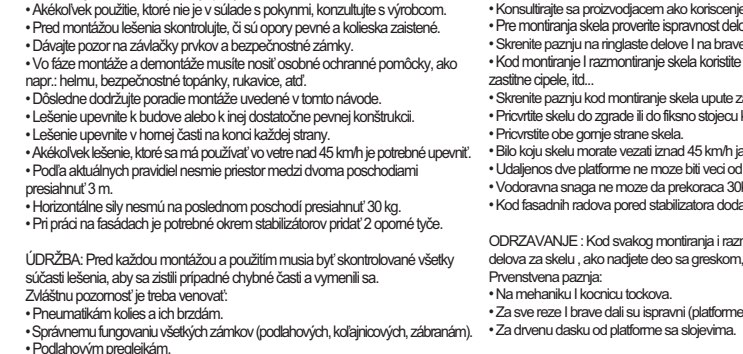 • Akékoľvek použitie, ktoré nie je v súlade s pokynmi, konzultujte s výrobcom.
• Pred montážou lešenia skontrolujte, či sú opory pevné a kolieska zaistené.
• Dávajte pozor na závlačky prvkov a bezpečnostné zámky.
• Vo fáze montáže a demontáže musíte nosiť osobné ochranné pomôcky, ako
napr.: helmu, bezpečnostné topánky, rukavice, atď.
• Dôsledne dodržujte poradie montáže uvedené v tomto návode.
• Lešenie upevnite k budove alebo k inej dostatočne pevnej konštrukcii.
• Lešenie upevnite v hornej časti na konci každej strany.
• Akékoľvek lešenie, ktoré sa má používať vo vetre nad 45 km/h je potrebné upevniť.
• Podľa aktuálnych pravidiel nesmie priestor medzi dvoma poschodiami
presiahnuť 3 m.
• Horizontálne sily nesmú na poslednom poschodí presiahnuť 30 kg.
• Pri práci na fasádach je potrebné okrem stabilizátorov pridať 2 oporné tyče.
ÚDRŽBA: Pred každou montážou a použitím musia byť skontrolované všetky
súčasti lešenia, aby sa zistili prípadné chybné časti a vymenili sa.
Zvláštnu pozornosť je treba venovať:
• Pneumatikám kolies a ich brzdám.
• Správnemu fungovaniu všetkých zámkov (podlahových, koľajnicových, zábranám).
• Podlahovým preglejkám.
• Konsultirajte sa proizvodjacem ako koriscenje
• Pre montiranja skela proverite ispravnost delo
• Skrenite paznju na ringlaste delove I na brave
• Kod montiranje I razmontiranje skela koristite
zastitne cipele, itd...
• Skrenite paznju kod montiranje skela upute z
• Pricvrtite skelu do zgrade ili do fiksno stojecu
• Pricvrstite obe gornje strane skela.
• Bilo koju skelu morate vezati iznad 45 km/h ja
• Udaljenos dve platforme ne moze biti veci od
• Vodoravna snaga ne moze da prekoraca 30
• Kod fasadnih radova pored stabilizatora doda
ODRZAVANJE : Kod svakog montiranja i razm
delova za skelu , ako nadjete deo sa greskom,
Prvenstvena paznja:
• Na mehaniku I kocnicu tockova.
• Za sve reze I brave dali su ispravni (platforme
• Za drvenu dasku od platforme sa slojevima.